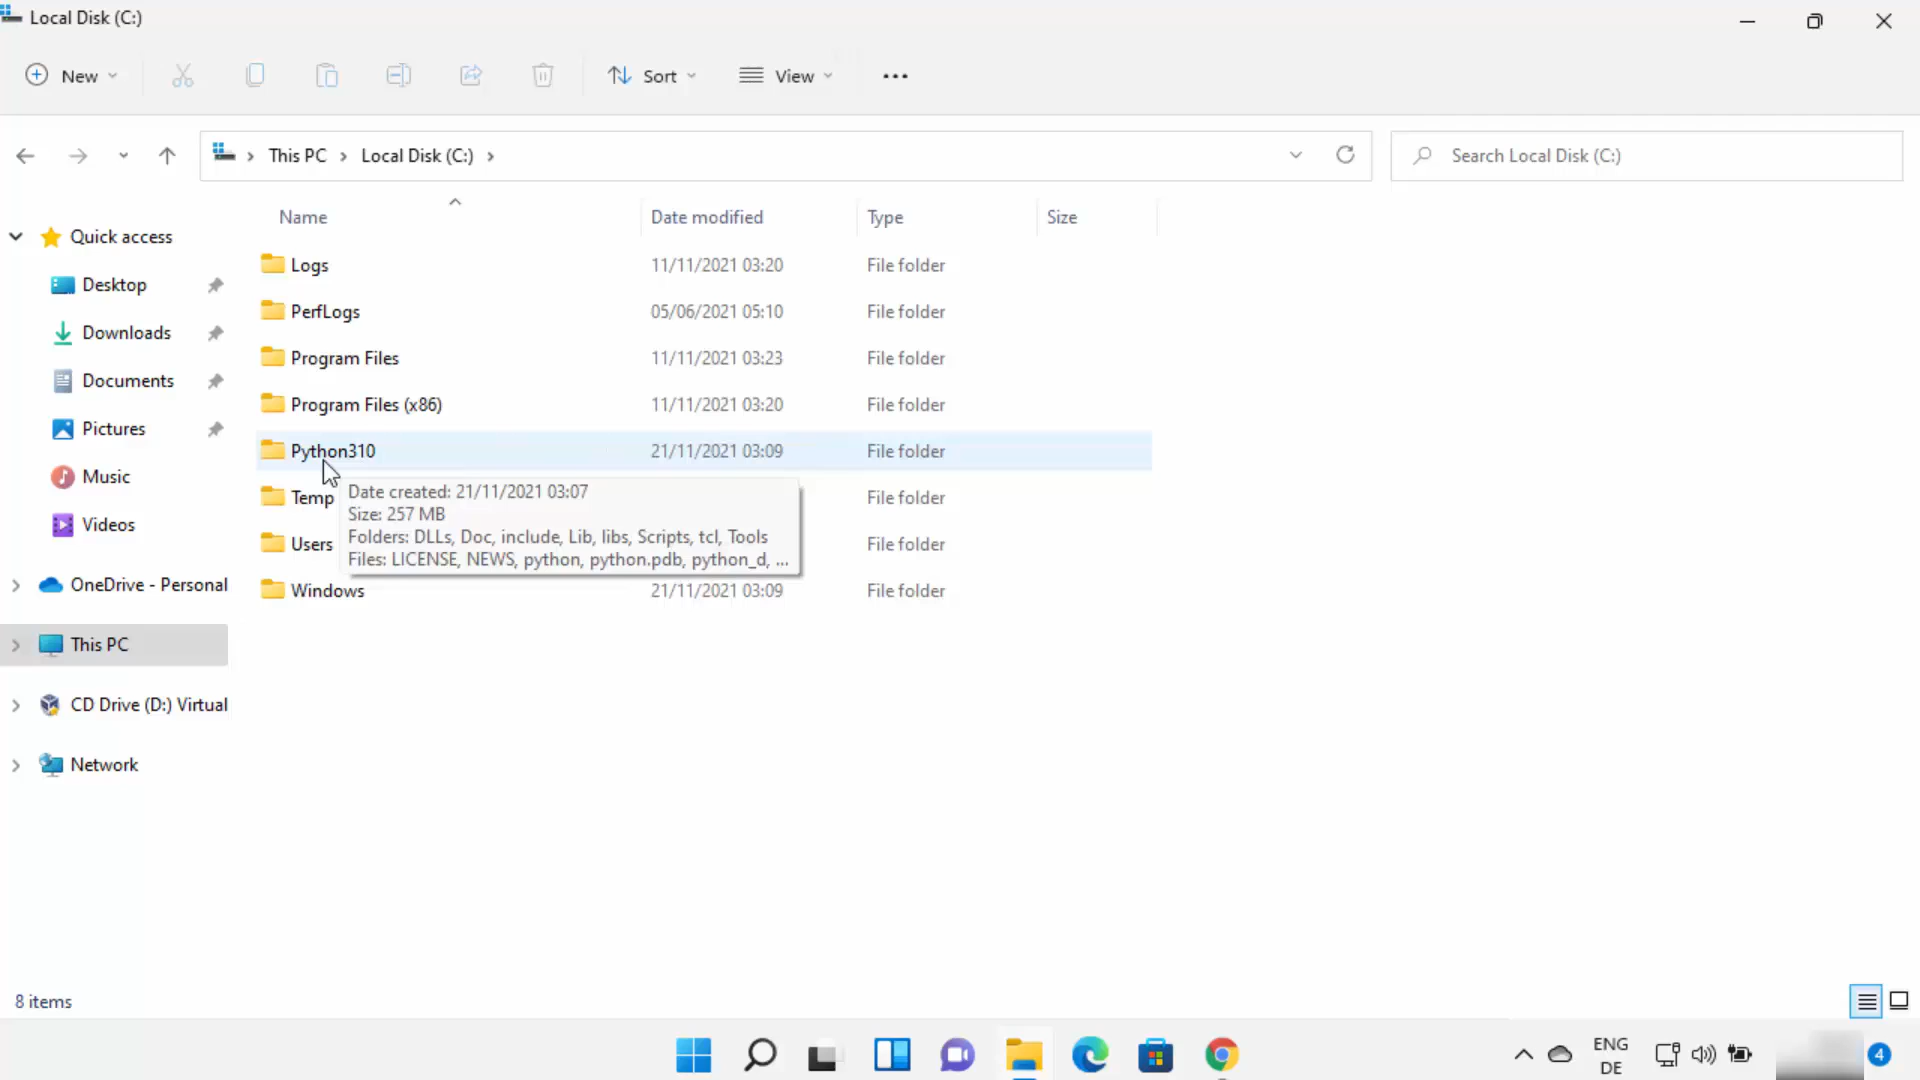 Local Disk (C:)
New
Sort
View
This PC
Local Disk (C:)
Search Local Disk (C:)
Name
Date modified
Type
Size
Quick access
Desktop
Downloads
Documents
Pictures
Music
Videos
OneDrive - Personal
This PC
CD Drive (D:) Virtual
Network
Logs 11/11/2021 03:20 File folder
PerfLogs 05/06/2021 05:10 File folder
Program Files 11/11/2021 03:23 File folder
Program Files (x86) 11/11/2021 03:20 File folder
Python310 21/11/2021 03:09 File folder
Temp File folder
Users File folder
Windows 21/11/2021 03:09 File folder
Date created: 21/11/2021 03:07
Size: 257 MB
Folders: DLLs, Doc, include, Lib, libs, Scripts, tcl, Tools
Files: LICENSE, NEWS, python, python.pdb, python_d, ...
8 items
ENG
DE
4